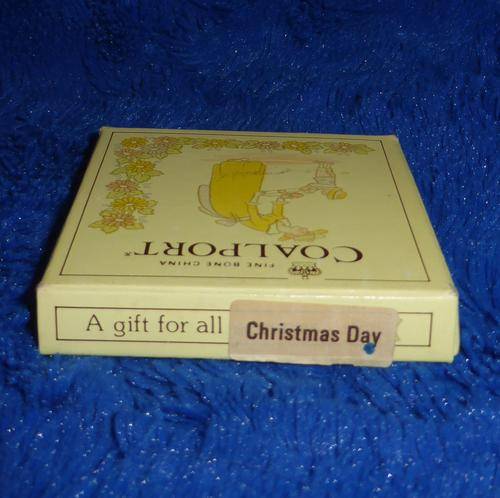 COALPORT®
FINE BONE CHINA
A gift for all
Christmas Day